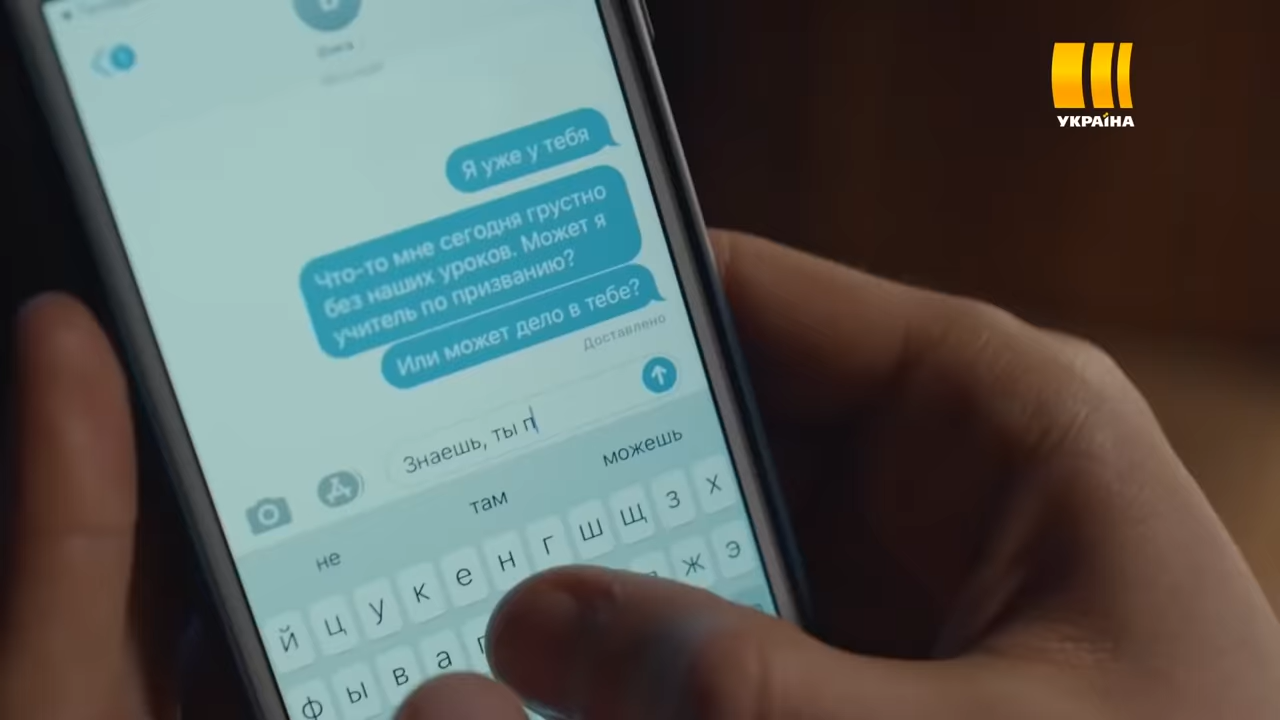 УКРАЇНА
Я уже у тебя
Что-то мне сегодня грустно
без наших уроков. Может я
учитель по призванию?
Или может дело в тебе?
Доставлено
Знаешь, ты п
не там можешь
й ц у к е н г ш щ з х
ф ы в а ж э